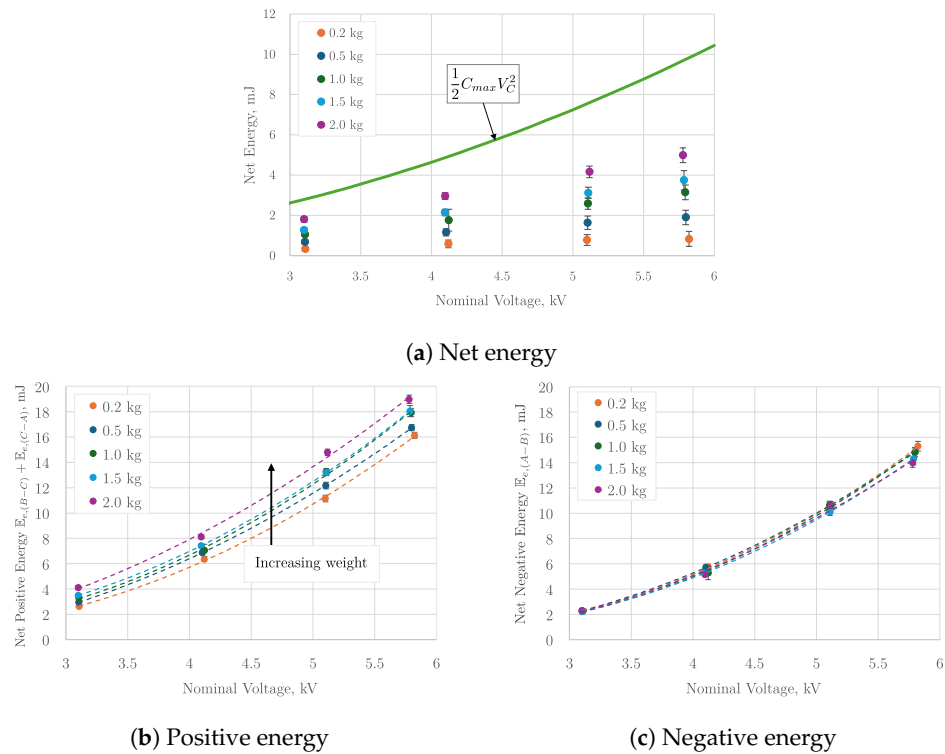 12
10
8
6
4
2
0
Net Energy, mJ
0.2 kg
0.5 kg
1.0 kg
1.5 kg
2.0 kg
1/2 C_max V_C^2
3 3.5 4 4.5 5 5.5 6
Nominal Voltage, kV
(a) Net energy
20
18
16
14
12
10
8
6
4
2
0
Net Positive Energy E_e,(B−C) + E_e,(C−A), mJ
0.2 kg
0.5 kg
1.0 kg
1.5 kg
2.0 kg
Increasing weight
3 3.5 4 4.5 5 5.5 6
Nominal Voltage, kV
(b) Positive energy
20
18
16
14
12
10
8
6
4
2
0
Net Negative Energy E_e,(A−B), mJ
0.2 kg
0.5 kg
1.0 kg
1.5 kg
2.0 kg
3 3.5 4 4.5 5 5.5 6
Nominal Voltage, kV
(c) Negative energy